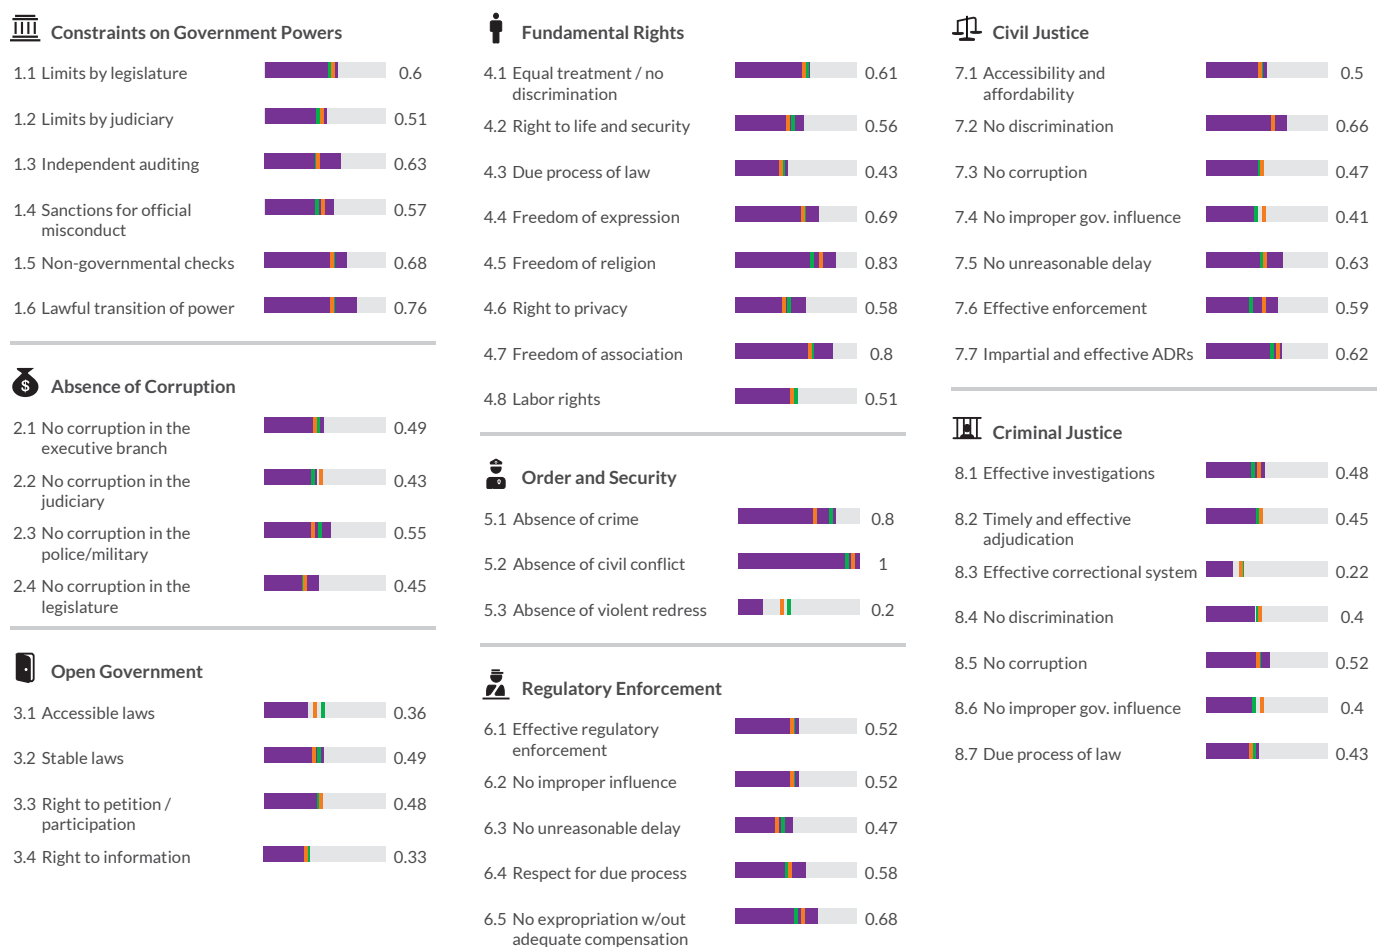 Constraints on Government Powers
1.1 Limits by legislature 0.6
1.2 Limits by judiciary 0.51
1.3 Independent auditing 0.63
1.4 Sanctions for official
misconduct 0.57
1.5 Non-governmental checks 0.68
1.6 Lawful transition of power 0.76
$ Absence of Corruption
2.1 No corruption in the
executive branch 0.49
2.2 No corruption in the
judiciary 0.43
2.3 No corruption in the
police/military 0.55
2.4 No corruption in the
legislature 0.45
Open Government
3.1 Accessible laws 0.36
3.2 Stable laws 0.49
3.3 Right to petition /
participation 0.48
3.4 Right to information 0.33
Fundamental Rights
4.1 Equal treatment / no
discrimination 0.61
4.2 Right to life and security 0.56
4.3 Due process of law 0.43
4.4 Freedom of expression 0.69
4.5 Freedom of religion 0.83
4.6 Right to privacy 0.58
4.7 Freedom of association 0.8
4.8 Labor rights 0.51
Order and Security
5.1 Absence of crime 0.8
5.2 Absence of civil conflict 1
5.3 Absence of violent redress 0.2
Regulatory Enforcement
6.1 Effective regulatory
enforcement 0.52
6.2 No improper influence 0.52
6.3 No unreasonable delay 0.47
6.4 Respect for due process 0.58
6.5 No expropriation w/out
adequate compensation 0.68
Civil Justice
7.1 Accessibility and
affordability 0.5
7.2 No discrimination 0.66
7.3 No corruption 0.47
7.4 No improper gov. influence 0.41
7.5 No unreasonable delay 0.63
7.6 Effective enforcement 0.59
7.7 Impartial and effective ADRs 0.62
Criminal Justice
8.1 Effective investigations 0.48
8.2 Timely and effective
adjudication 0.45
8.3 Effective correctional system 0.22
8.4 No discrimination 0.4
8.5 No corruption 0.52
8.6 No improper gov. influence 0.4
8.7 Due process of law 0.43